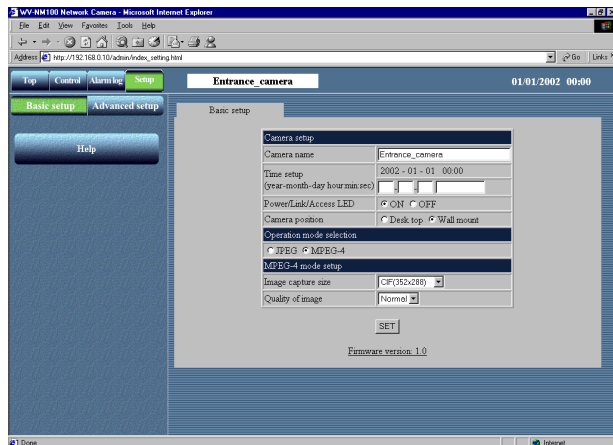 WV-NM100 Network Camera - Microsoft Internet Explorer
File Edit View Favorites Tools Help
Address http://192.168.0.10/admin/index_setting.html Go Links
Top Control Alarm log Setup Entrance_camera 01/01/2002 00:00
Basic setup Advanced setup
Basic setup
Help
Camera setup
Camera name Entrance_camera
Time setup
(year-month-day hour:min:sec)
2002 - 01 - 01 00:00
- -
Power/Link/Access LED ON OFF
Camera position Desk top Wall mount
Operation mode selection
JPEG MPEG-4
MPEG-4 mode setup
Image capture size CIF(352x288)
Quality of image Normal
SET
Firmware version: 1.0
Done Internet